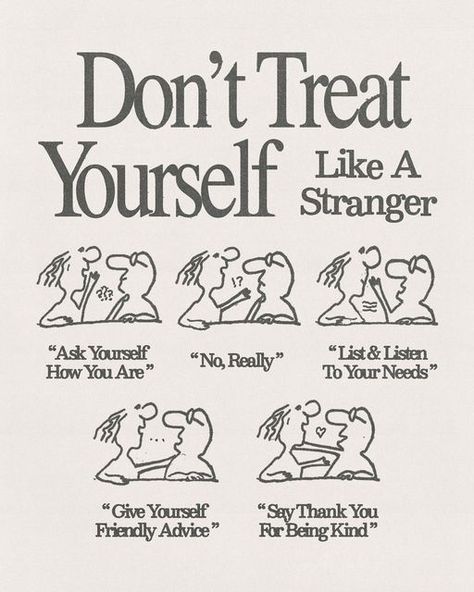 Don't Treat
Yourself Like A
Stranger
!?
"Ask Yourself
How You Are"
"No, Really"
"List & Listen
To Your Needs"
...
"Give Yourself
Friendly Advice"
"Say Thank You
For Being Kind"